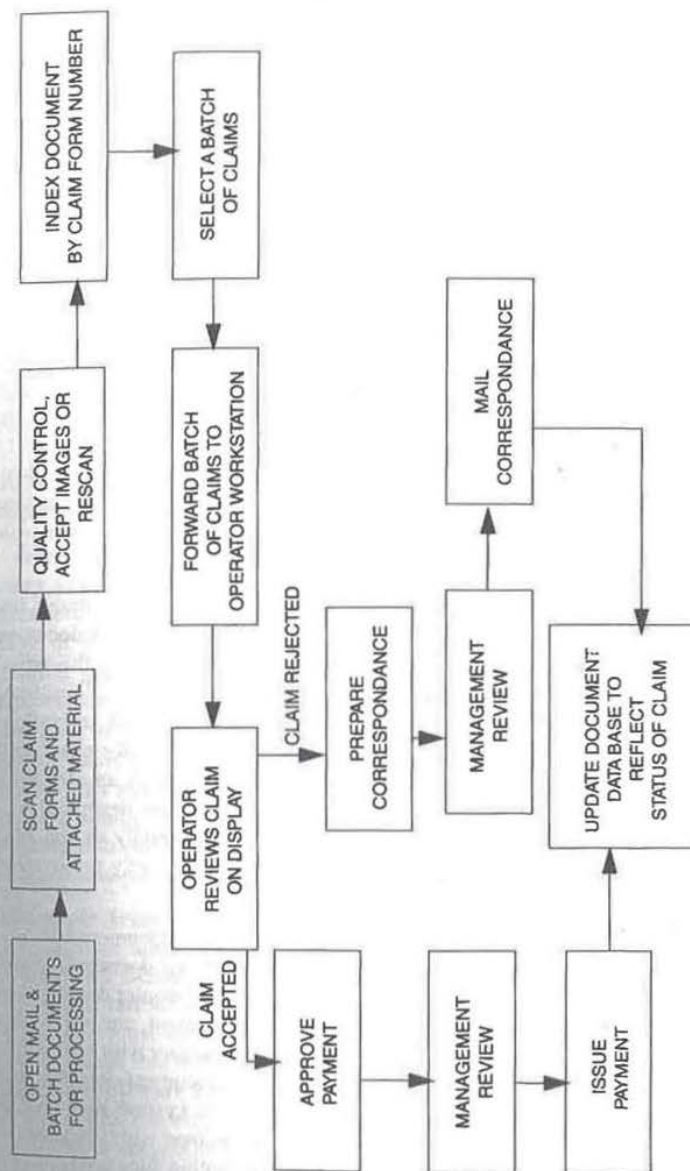 OPEN MAIL &
BATCH DOCUMENTS
FOR PROCESSING
SCAN CLAIM
FORMS AND
ATTACHED MATERIAL
QUALITY CONTROL,
ACCEPT IMAGES OR
RESCAN
INDEX DOCUMENT
BY CLAIM FORM NUMBER
SELECT A BATCH
OF CLAIMS
FORWARD BATCH
OF CLAIMS TO
OPERATOR WORKSTATION
OPERATOR
REVIEWS CLAIM
ON DISPLAY
CLAIM
ACCEPTED
CLAIM REJECTED
APPROVE
PAYMENT
MANAGEMENT
REVIEW
ISSUE
PAYMENT
PREPARE
CORRESPONDANCE
MANAGEMENT
REVIEW
MAIL
CORRESPONDANCE
UPDATE DOCUMENT
DATA BASE TO
REFLECT
STATUS OF CLAIM